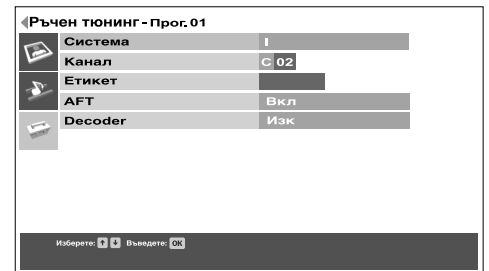 Ръчен тюнинг-Прог. 01
Система I
Канал C 02
Етикет
AFT Вкл
Decoder Изк
Изберете: Въведете: OK